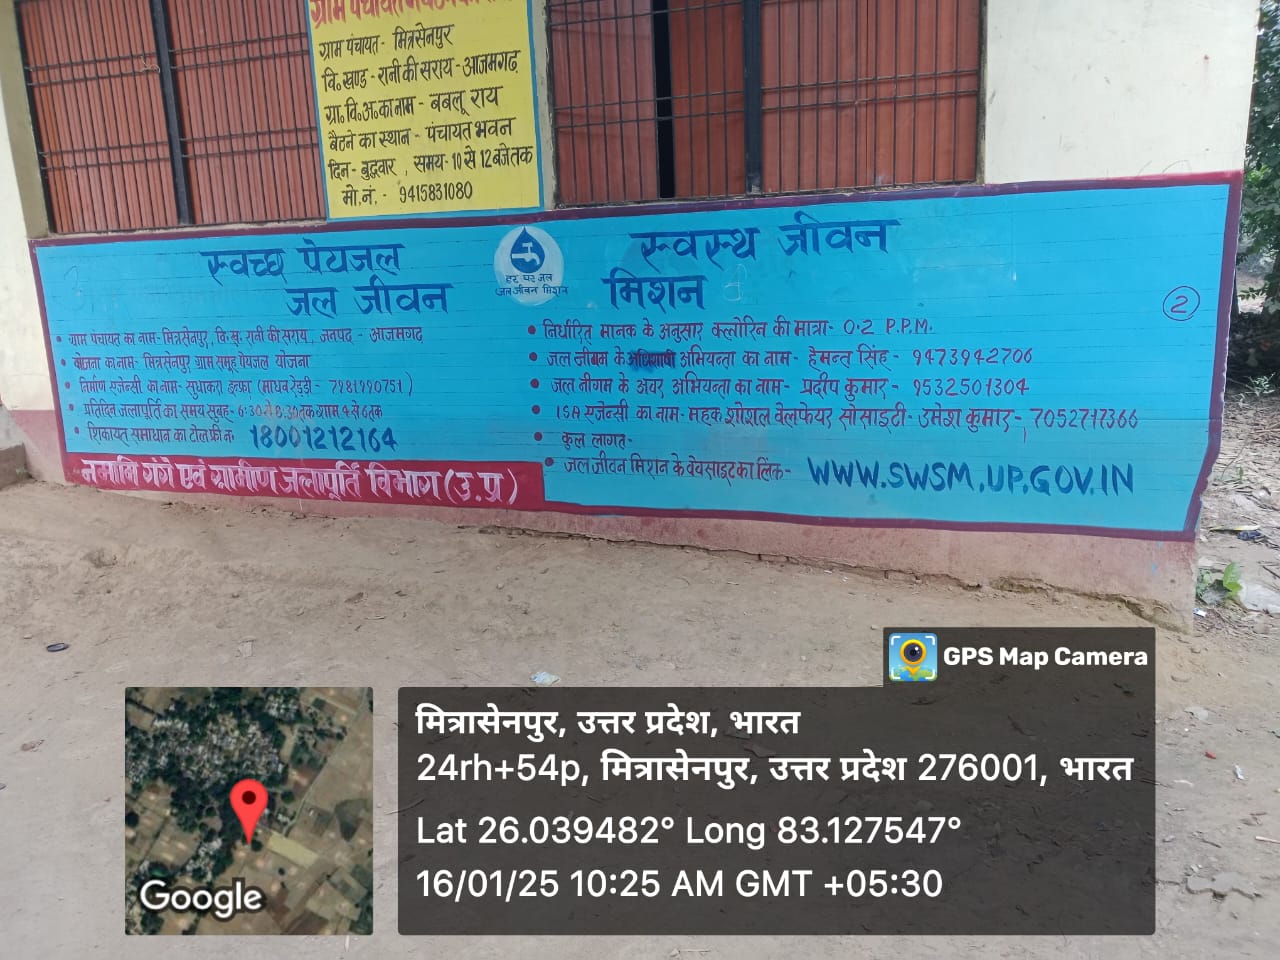 ग्राम पंचायत
ग्राम पंचायत- मित्रसेनपुर
वि॰खण्ड - रानी की सराय - आजमगढ़
ग्रा॰वि॰अ॰का नाम - बबलू राय
बैठने का स्थान - पंचायत भवन
दिन- बुद्धवार , समय- 10 से 12 बजे तक
मो॰नं॰ - 9415831080
स्वच्छ पेयजल
जल जीवन
हर घर जल
जल जीवन मिशन
स्वस्थ जीवन
मिशन
2
• ग्राम पंचायत का नाम- मित्रसेनपुर, वि.ख. रानी की सराय, जनपद - आजमगढ़
• योजना का नाम- मित्रसेनपुर ग्राम समूह पेयजल योजना
• निर्माण एजेन्सी का नाम- सुधाकरा इन्फ्रा (माधव रेड्डी - 7981990751)
• प्रतिदिन जलापूर्ति का समय सुबह- 6:30 से 8:30 तक शाम 4 से 6 तक
• शिकायत समाधान का टोल फ्री नं॰ 18001212164
नमामि गंगे एवं ग्रामीण जलापूर्ति विभाग (उ.प्र)
• निर्धारित मानक के अनुसार क्लोरिन की मात्रा- 0.2 P.P.M.
• जल नीगम के अभियन्ता का नाम- हेमन्त सिंह - 9473942706
• जल नीगम के अवर अभियन्ता का नाम- प्रदीप कुमार - 9532501304
• ISA एजेन्सी का नाम- महक शोशल वेलफेयर सोसाइटी- उमेश कुमार- 7052717366
• कुल लागत-
• जल जीवन मिशन के वेवसाइट का लिंक- WWW.SWSM.UP.GOV.IN
GPS Map Camera
मित्रासेनपुर, उत्तर प्रदेश, भारत
24rh+54p, मित्रासेनपुर, उत्तर प्रदेश 276001, भारत
Lat 26.039482° Long 83.127547°
16/01/25 10:25 AM GMT +05:30
Google